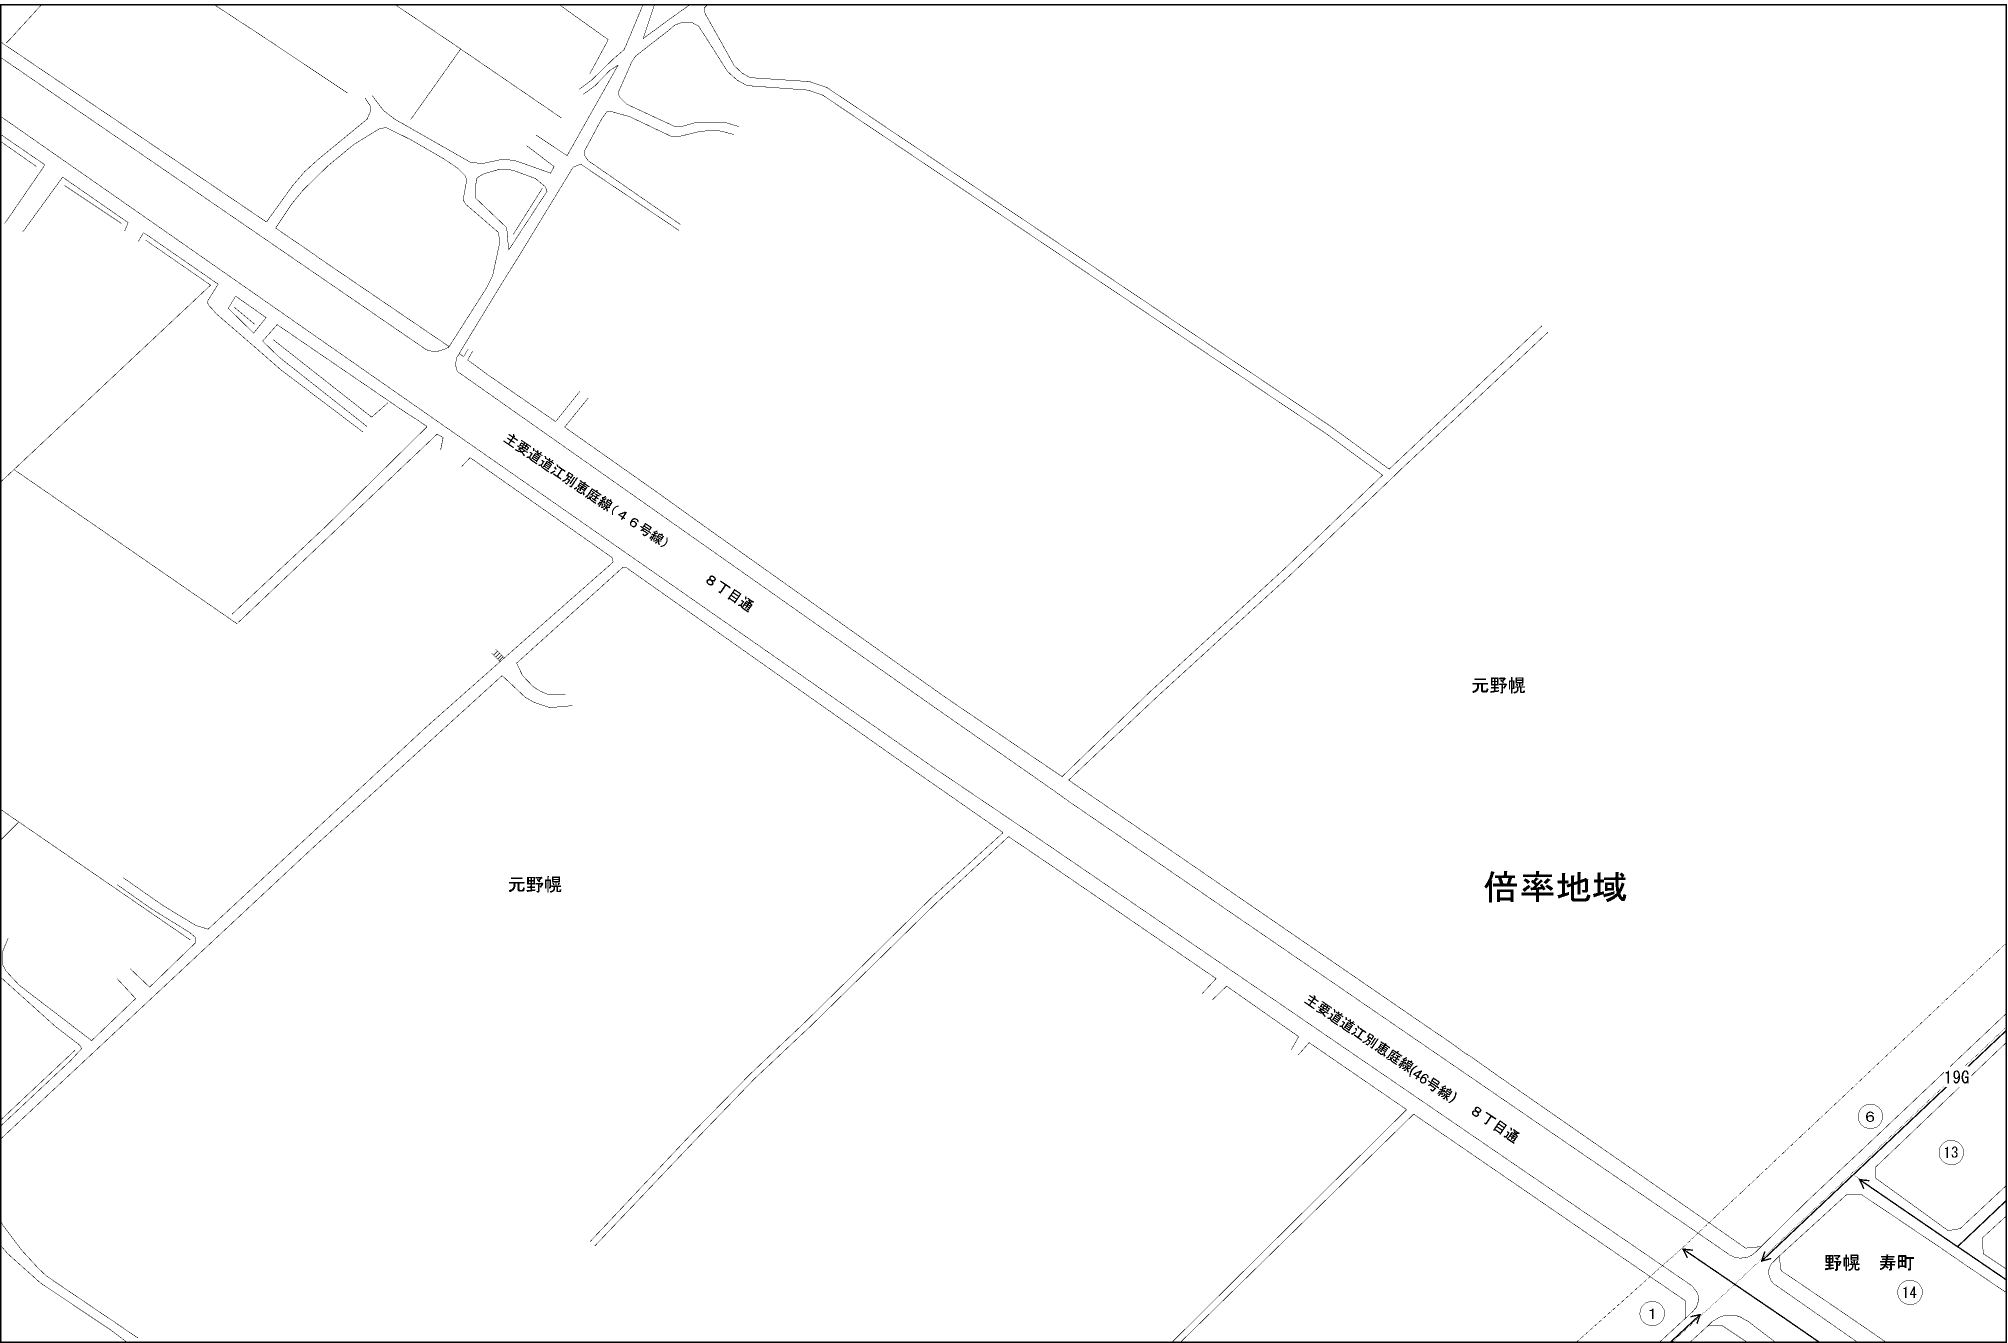 主要道道江別恵庭線(４６号線)
８丁目通
元野幌
元野幌
倍率地域
主要道道江別恵庭線(46号線)
８丁目通
19G
6
13
野幌　寿町
14
1